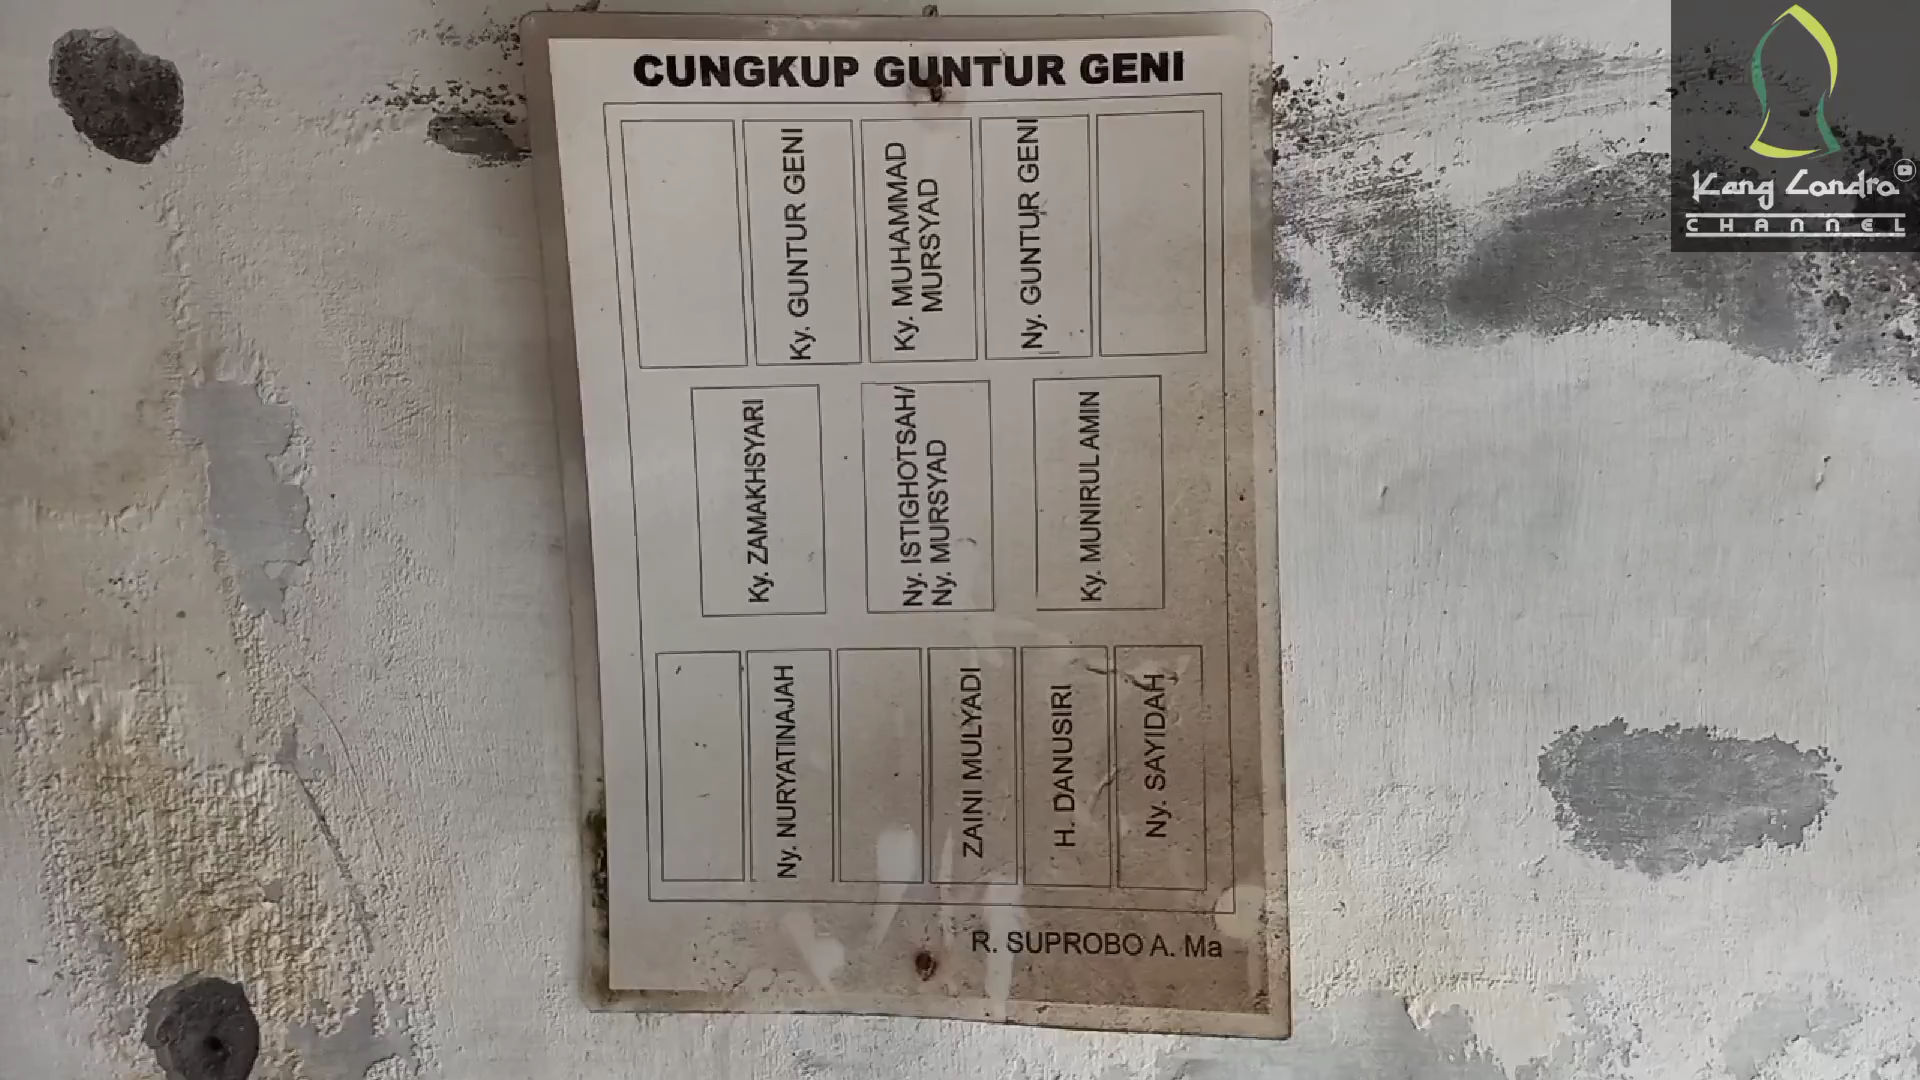 CUNGKUP GUNTUR GENI
Ky. GUNTUR GENI
Ky. MUHAMMAD
MURSYAD
Ny. GUNTUR GENI
Ky. ZAMAKHSYARI
Ny. ISTIGHOTSAH/
Ny. MURSYAD
Ky. MUNIRUL AMIN
Ny. NURYATINAJAH
ZAINI MULYADI
H. DANUSIRI
Ny. SAYIDAH
R. SUPROBO A. Ma
Kang Londra
CHANNEL